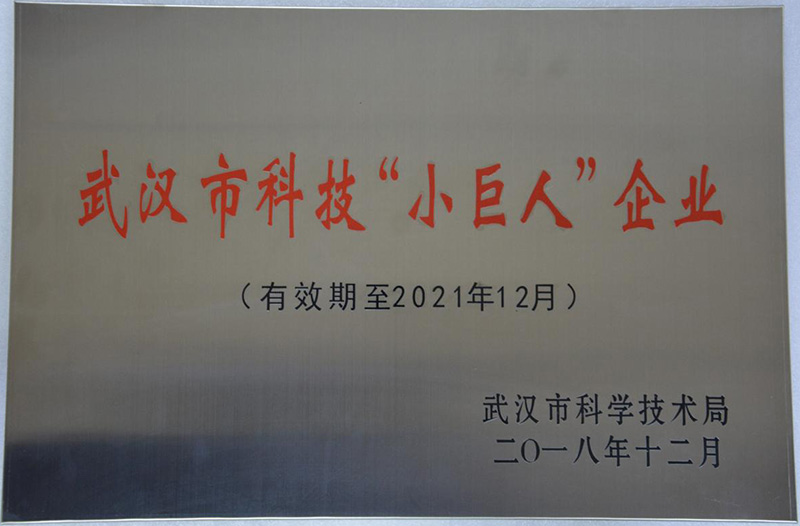 武汉市科技“小巨人”企业
（有效期至2021年12月）
武汉市科学技术局
二〇一八年十二月